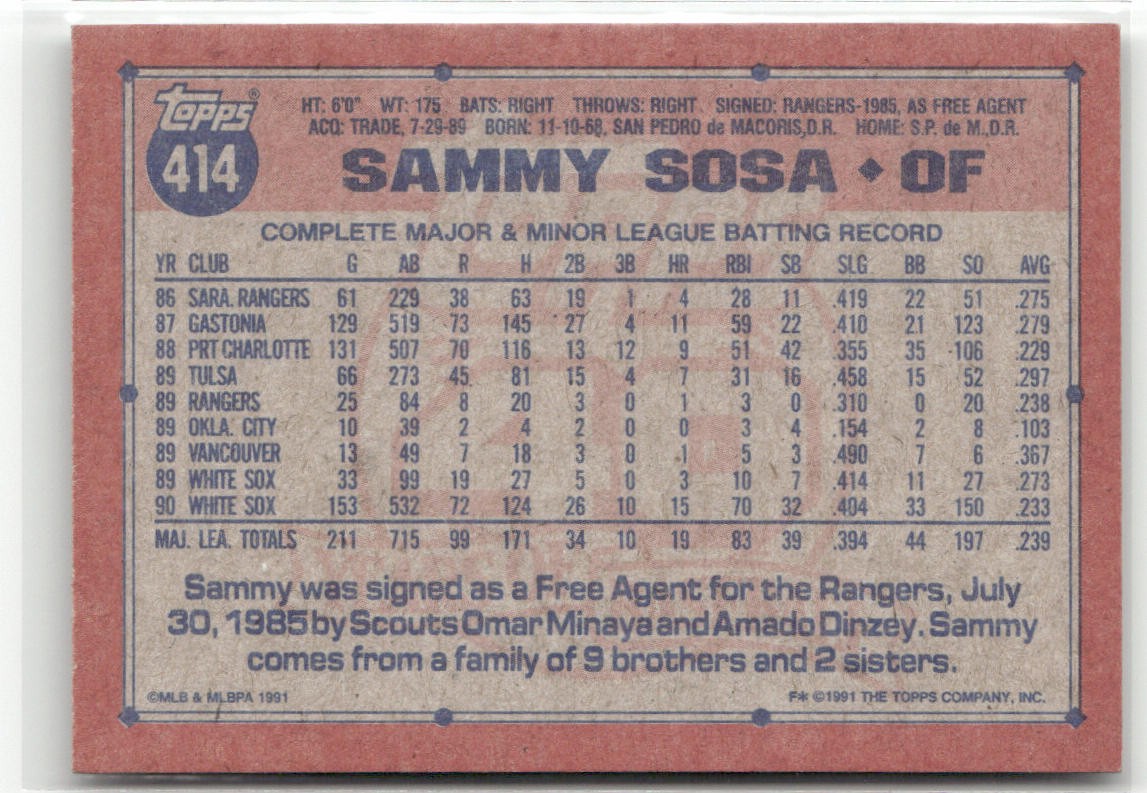 topps®
414
HT: 6'0" WT: 175 BATS: RIGHT THROWS: RIGHT SIGNED: RANGERS-1985, AS FREE AGENT
ACQ: TRADE, 7-29-89 BORN: 11-10-68, SAN PEDRO de MACORIS, D.R. HOME: S.P. de M., D.R.
SAMMY SOSA ◆ OF
COMPLETE MAJOR & MINOR LEAGUE BATTING RECORD
YR CLUB G AB R H 2B 3B HR RBI SB SLG BB SO AVG
86 SARA. RANGERS 61 229 38 63 19 1 4 28 11 .419 22 51 .275
87 GASTONIA 129 519 73 145 27 4 11 59 22 .410 21 123 .279
88 PRT CHARLOTTE 131 507 70 116 13 12 9 51 42 .355 35 106 .229
89 TULSA 66 273 45 81 15 4 7 31 16 .458 15 52 .297
89 RANGERS 25 84 8 20 3 0 1 3 0 .310 0 20 .238
89 OKLA. CITY 10 39 2 4 2 0 0 3 4 .154 2 8 .103
89 VANCOUVER 13 49 7 18 3 0 1 5 3 .490 7 6 .367
89 WHITE SOX 33 99 19 27 5 0 3 10 7 .414 11 27 .273
90 WHITE SOX 153 532 72 124 26 10 15 70 32 .404 33 150 .233
MAJ. LEA. TOTALS 211 715 99 171 34 10 19 83 39 .394 44 197 .239
Sammy was signed as a Free Agent for the Rangers, July
30, 1985 by Scouts Omar Minaya and Amado Dinzey. Sammy
comes from a family of 9 brothers and 2 sisters.
©MLB & MLBPA 1991
F* ©1991 THE TOPPS COMPANY, INC.